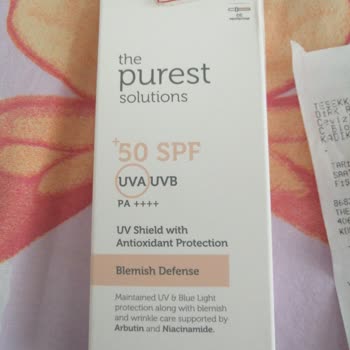 the
purest
solutions
+50 SPF
UVA UVB
PA ++++
UV Shield with
Antioxidant Protection
Blemish Defense
Maintained UV & Blue Light
protection along with blemish
and wrinkle care supported by
Arbutin and Niacinamide.